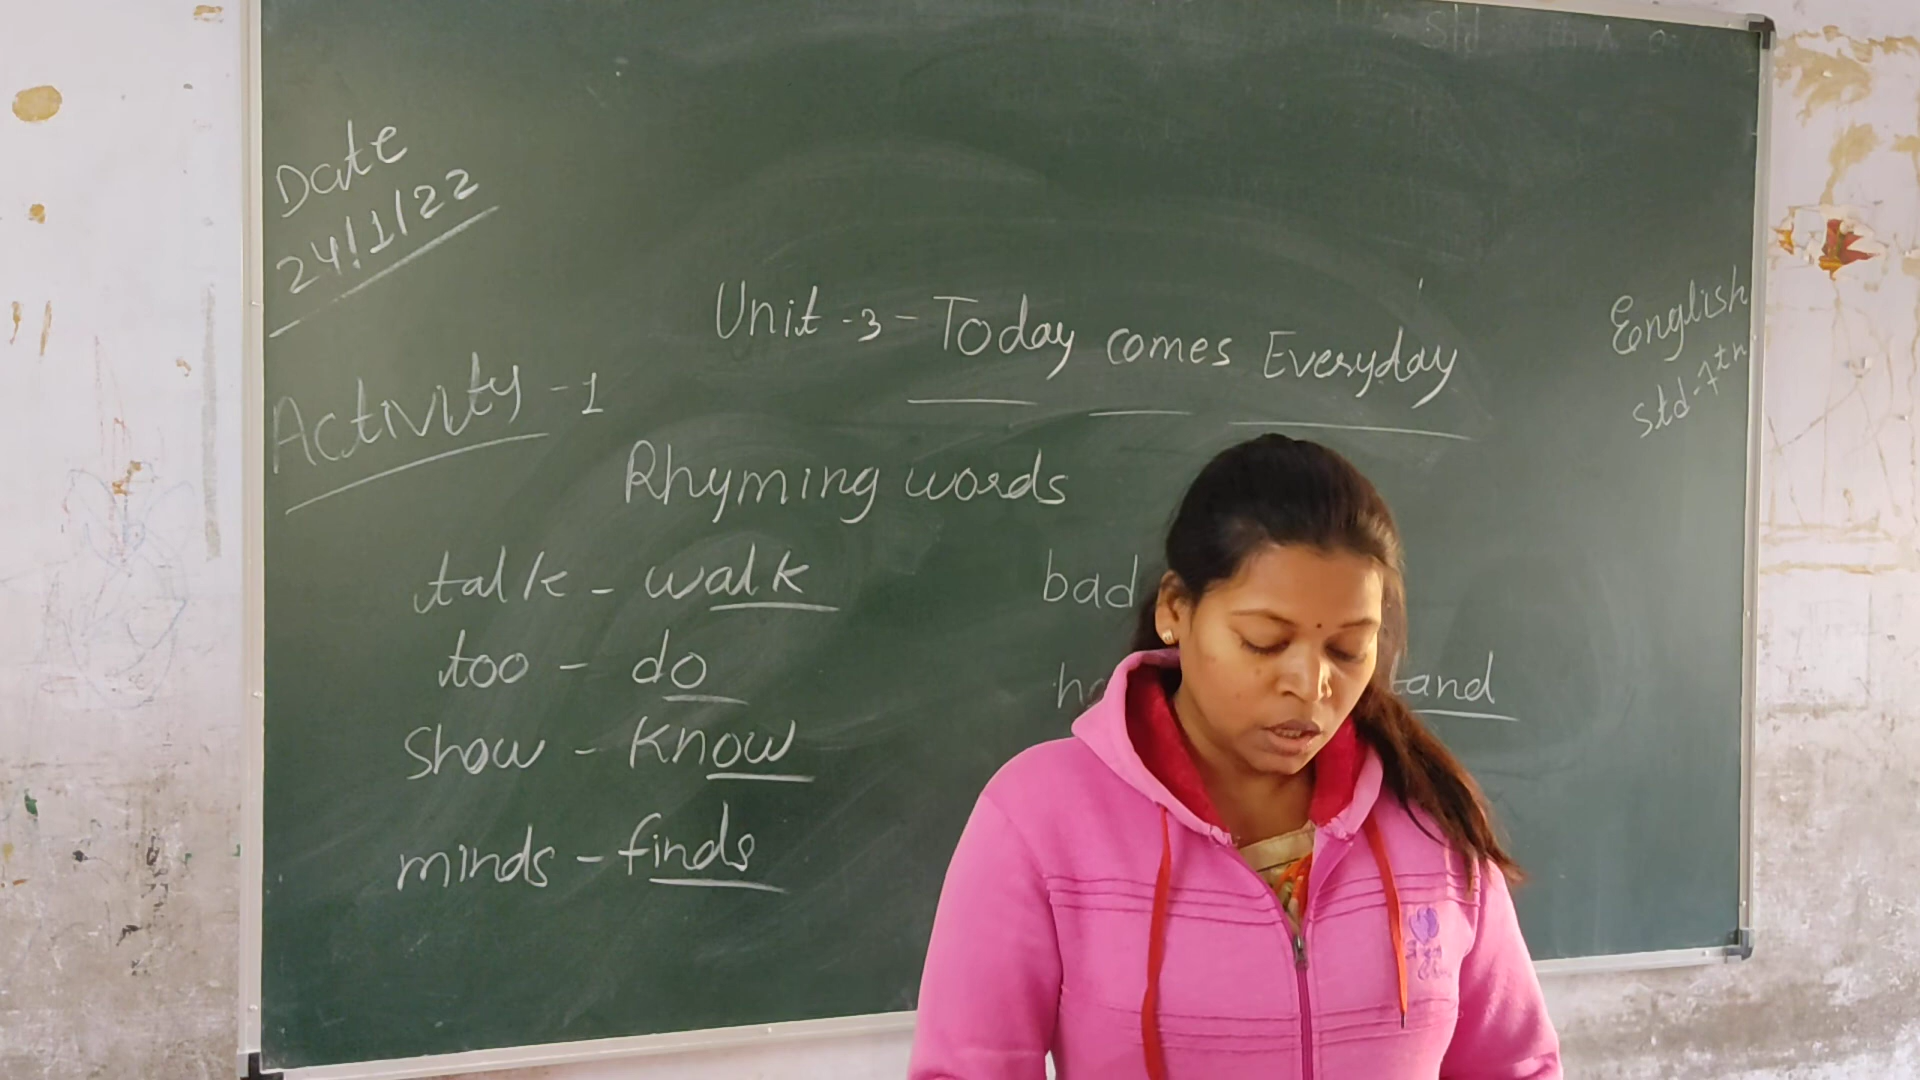 Date
24/1/22
English
std-7th
Unit-3-Today comes Everyday
Activity-1
Rhyming words
talk - walk
bad
too - do
show - know
minds - finds